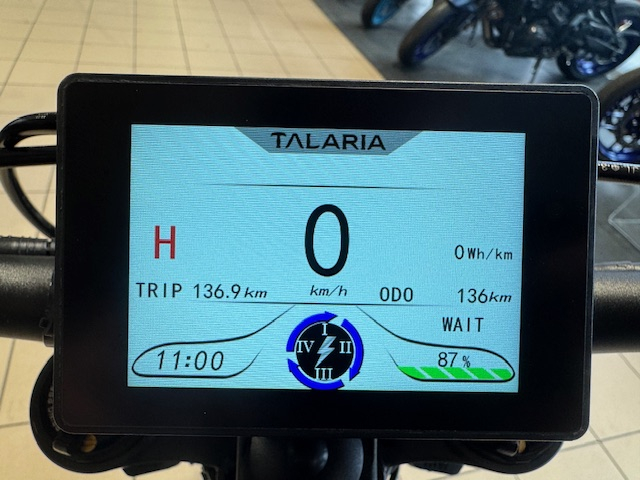 TALARIA
H
0
0Wh/km
TRIP 136.9km
km/h
ODO 136km
WAIT
11:00
I
IV II
III
87%